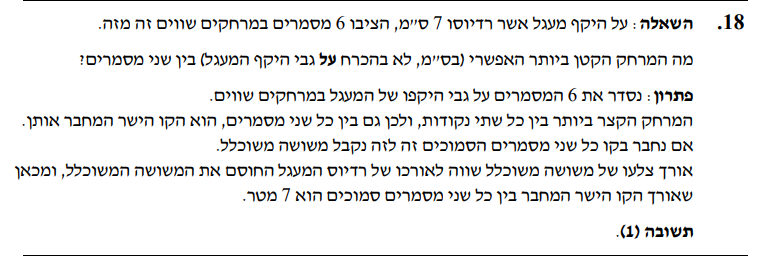 18. השאלה: על היקף מעגל אשר רדיוסו 7 ס״מ, הציבו 6 מסמרים במרחקים שווים זה מזה.
מה המרחק הקטן ביותר האפשרי (בס״מ, לא בהכרח על גבי היקף המעגל) בין שני מסמרים?
פתרון: נסדר את 6 המסמרים על גבי היקפו של המעגל במרחקים שווים.
המרחק הקצר ביותר בין כל שתי נקודות, ולכן גם בין כל שני מסמרים, הוא הקו הישר המחבר אותן.
אם נחבר בקו כל שני מסמרים הסמוכים זה לזה נקבל משושה משוכלל.
אורך צלעו של משושה משוכלל שווה לאורכו של רדיוס המעגל החוסם את המשושה המשוכלל, ומכאן
שאורך הקו הישר המחבר בין כל שני מסמרים סמוכים הוא 7 מטר.
תשובה (1).